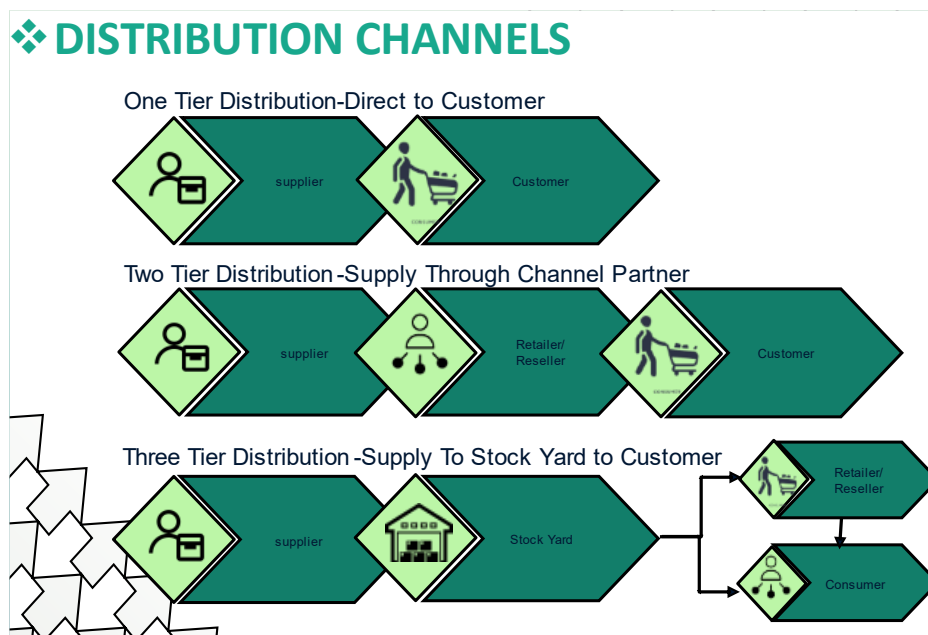 DISTRIBUTION CHANNELS
One Tier Distribution-Direct to Customer
supplier
Customer
Two Tier Distribution-Supply Through Channel Partner
supplier
Retailer/
Reseller
Customer
Three Tier Distribution-Supply To Stock Yard to Customer
supplier
Stock Yard
Retailer/
Reseller
Consumer